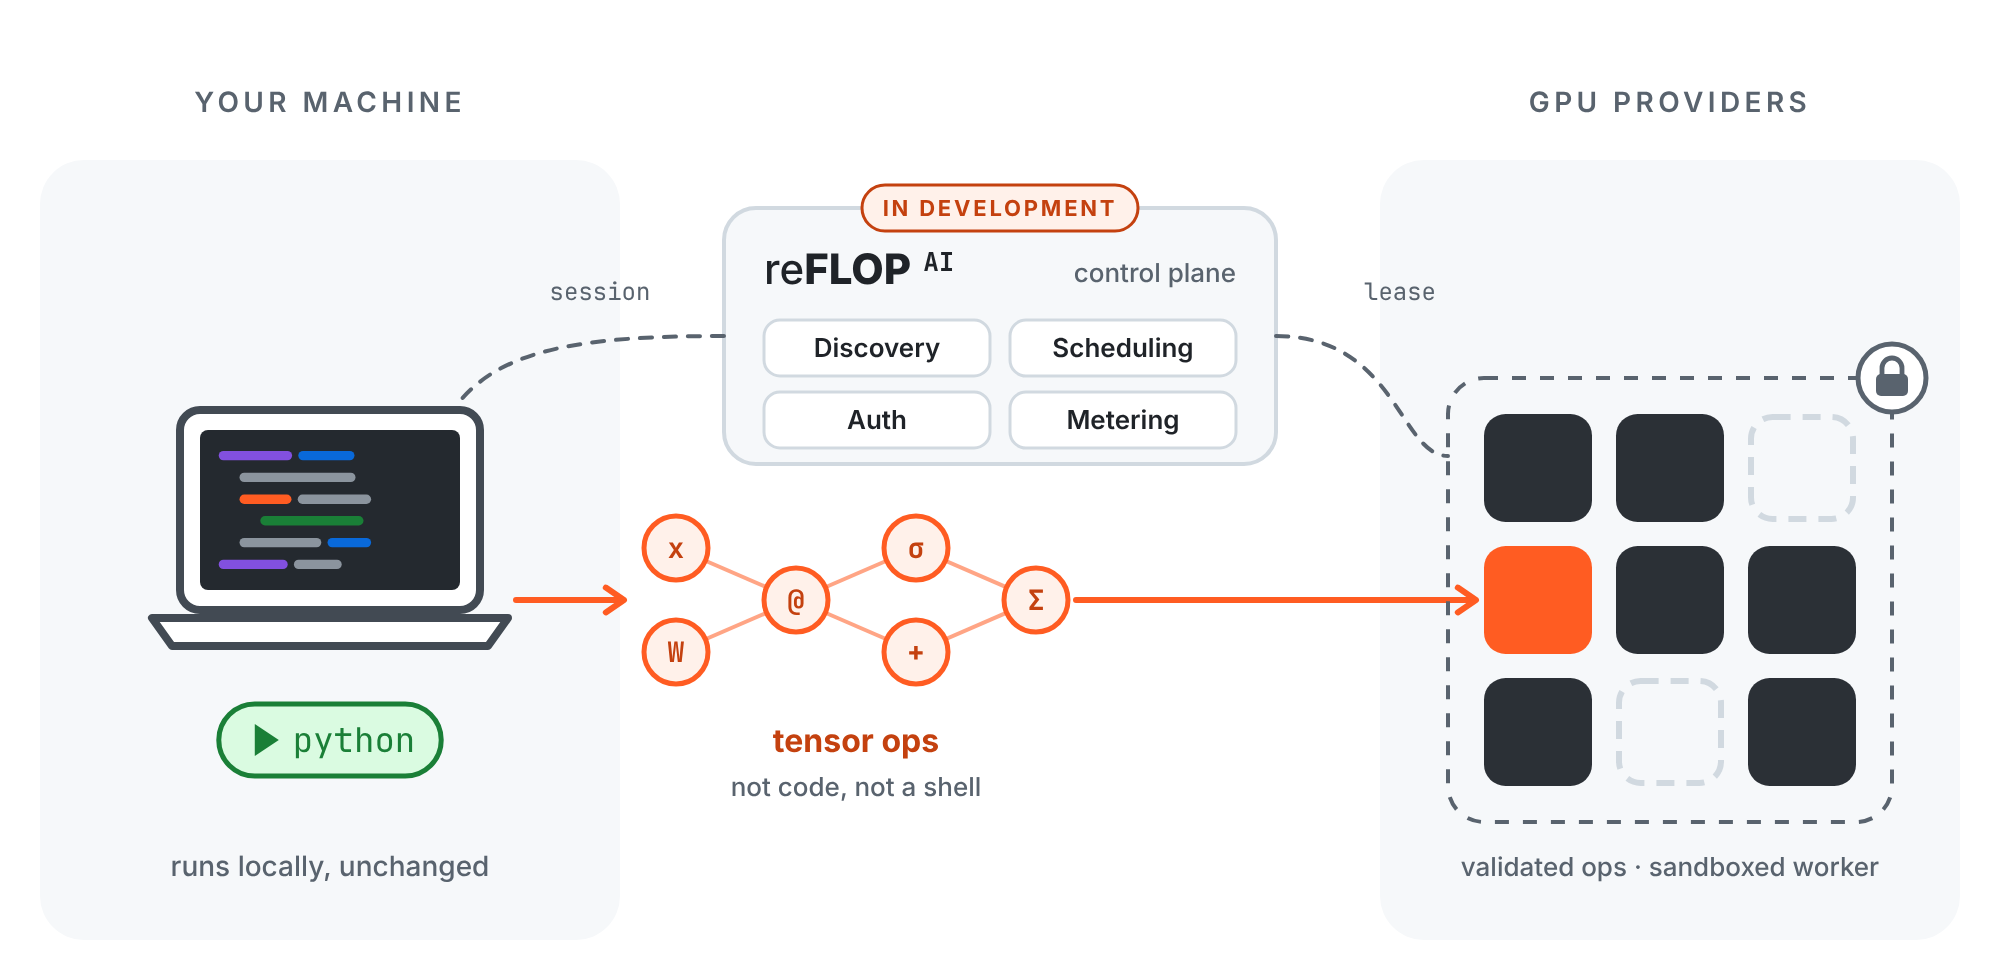 YOUR MACHINE
GPU PROVIDERS
IN DEVELOPMENT
reFLOP AI
control plane
session
lease
Discovery
Scheduling
Auth
Metering
x
σ
@
Σ
W
+
python
tensor ops
not code, not a shell
runs locally, unchanged
validated ops · sandboxed worker